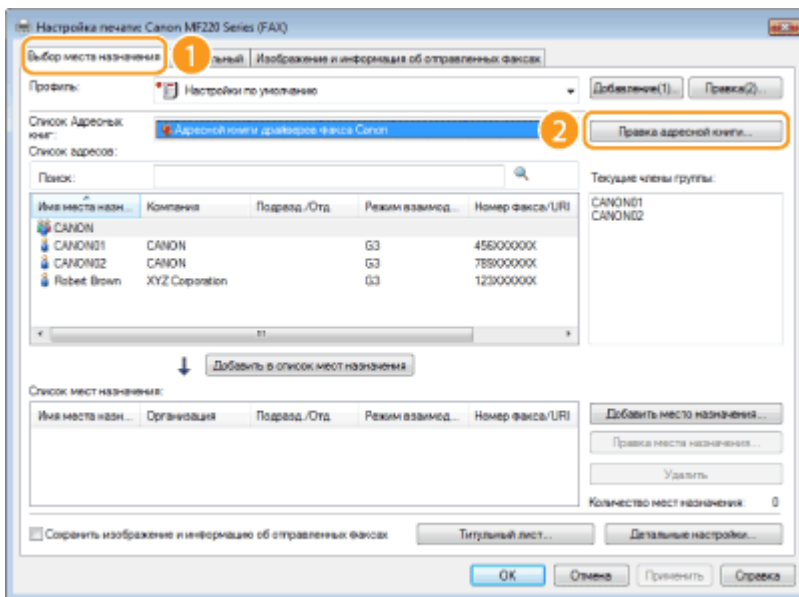 Настройка печати: Canon MF220 Series (FAX)
Выбор места назначения 1 Изображение и информация об отправленных факсах
Профиль: Настройки по умолчанию Добавление(1)... Правка(2)...
Список Адресных книг: Адресной книги драйверов факса Canon 2 Правка адресной книги...
Список адресов:
Поиск: Текущие члены группы:
Имя места назн... Компания Подразд./Отд. Режим взаимод... Номер факса/URI CANON01
CANON CANON02
CANON01 CANON G3 456XXXXXX
CANON02 CANON G3 789XXXXXX
Robert Brown XYZ Corporation G3 123XXXXXX
Добавить в список мест назначения
Список мест назначения:
Имя места назн... Организация Подразд./Отд. Режим взаимод... Номер факса/URI Добавить место назначения...
Правка места назначения...
Удалить
Количество мест назначения: 0
Сохранить изображение и информацию об отправленных факсах Титульный лист... Детальные настройки...
OK Отмена Применить Справка